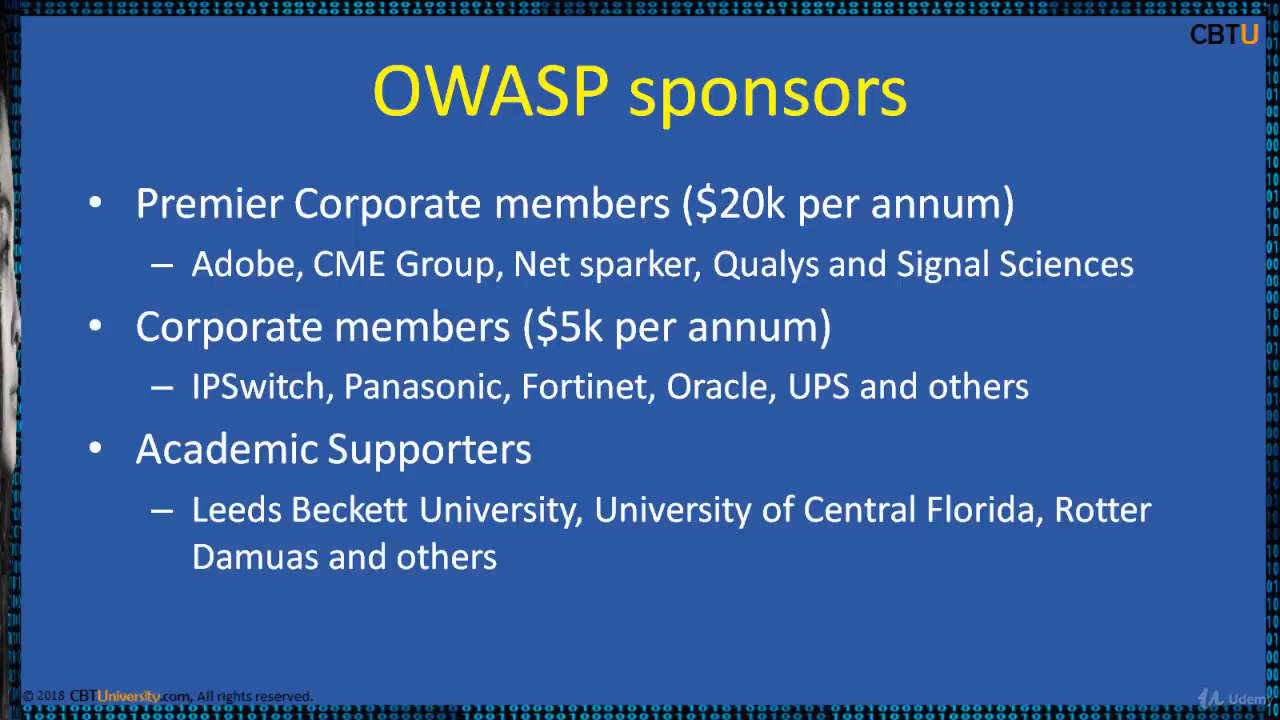 CBTU
OWASP sponsors
• Premier Corporate members ($20k per annum)
– Adobe, CME Group, Net sparker, Qualys and Signal Sciences
• Corporate members ($5k per annum)
– IPSwitch, Panasonic, Fortinet, Oracle, UPS and others
• Academic Supporters
– Leeds Beckett University, University of Central Florida, Rotter
Damuas and others
© 2018 CBTUniversity.com, All rights reserved.
Udemy